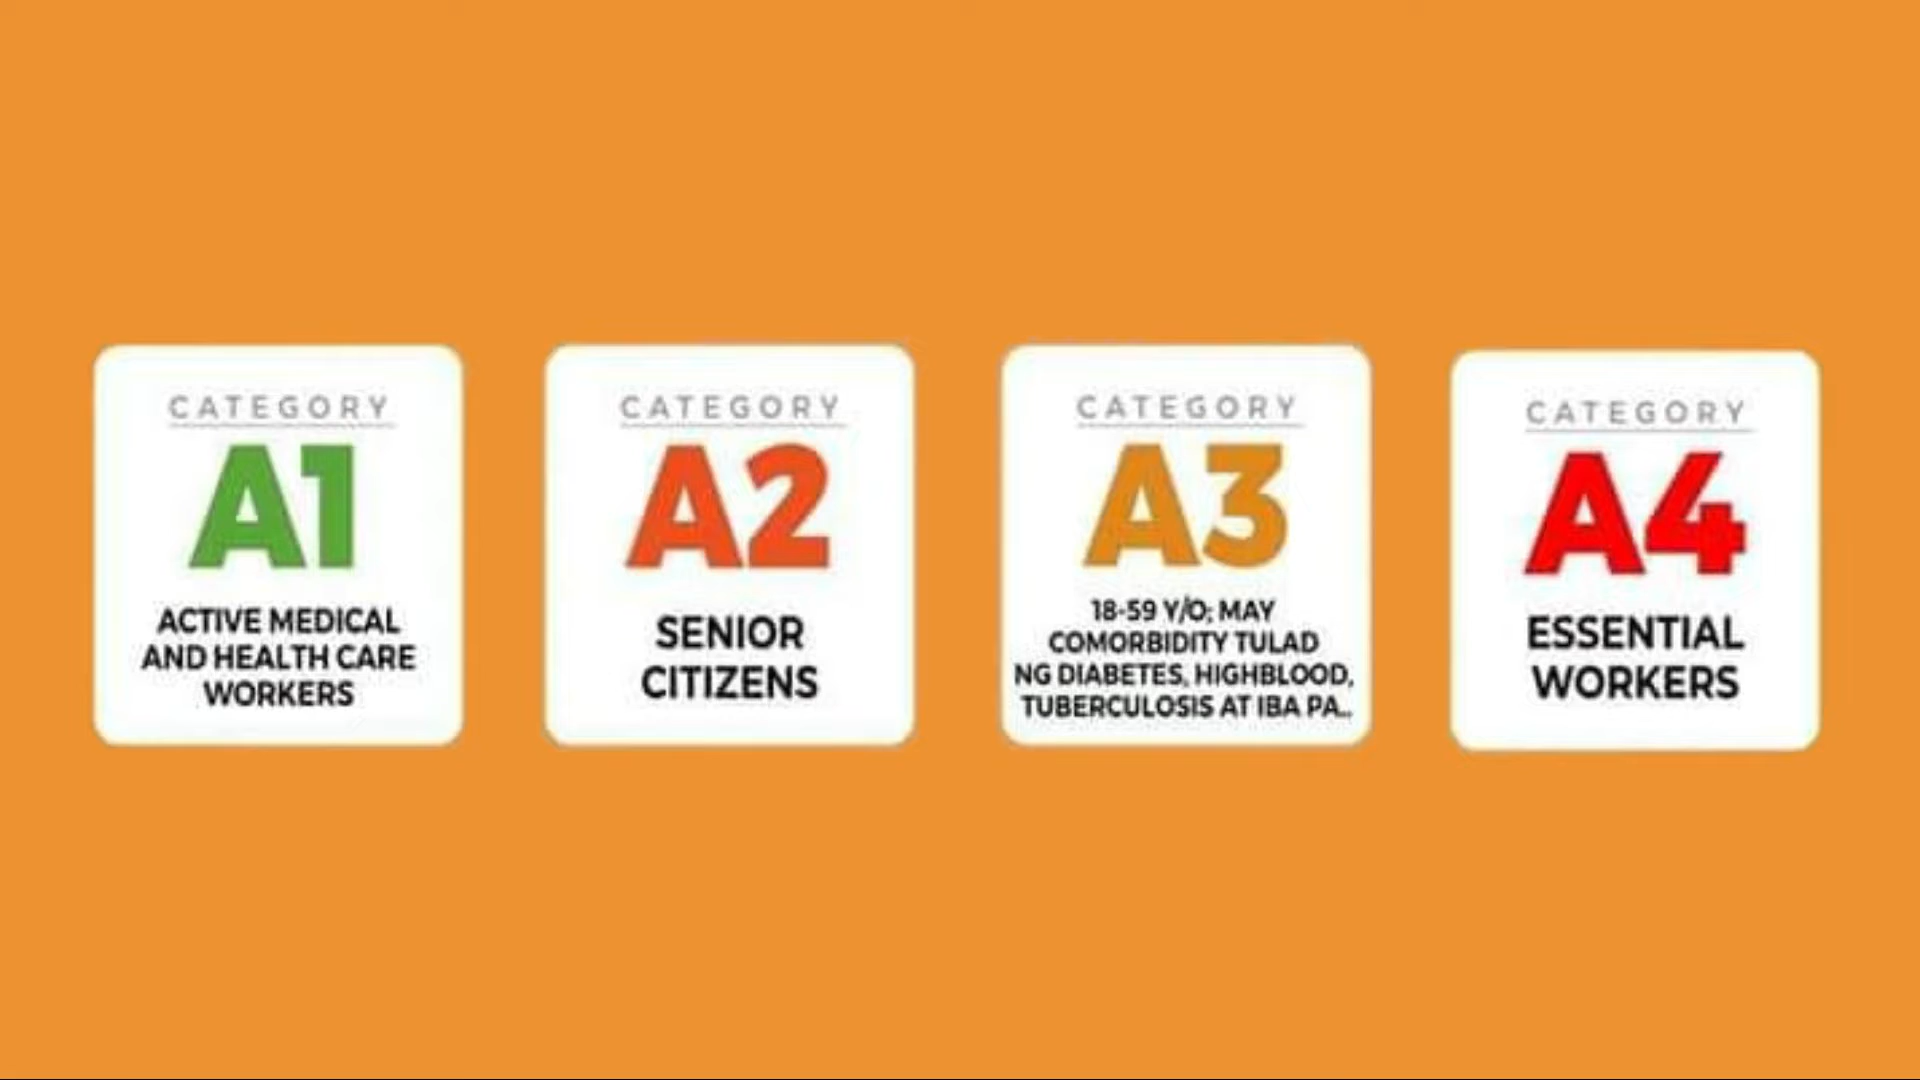 CATEGORY
A1
ACTIVE MEDICAL
AND HEALTH CARE
WORKERS
CATEGORY
A2
SENIOR
CITIZENS
CATEGORY
A3
18-59 Y/O; MAY
COMORBIDITY TULAD
NG DIABETES, HIGHBLOOD,
TUBERCULOSIS AT IBA PA..
CATEGORY
A4
ESSENTIAL
WORKERS